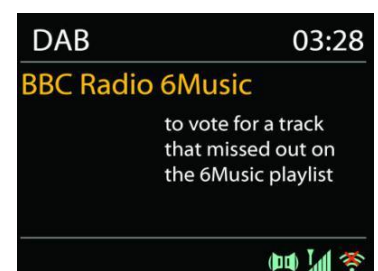 DAB 03:28
BBC Radio 6Music
to vote for a track
that missed out on
the 6Music playlist